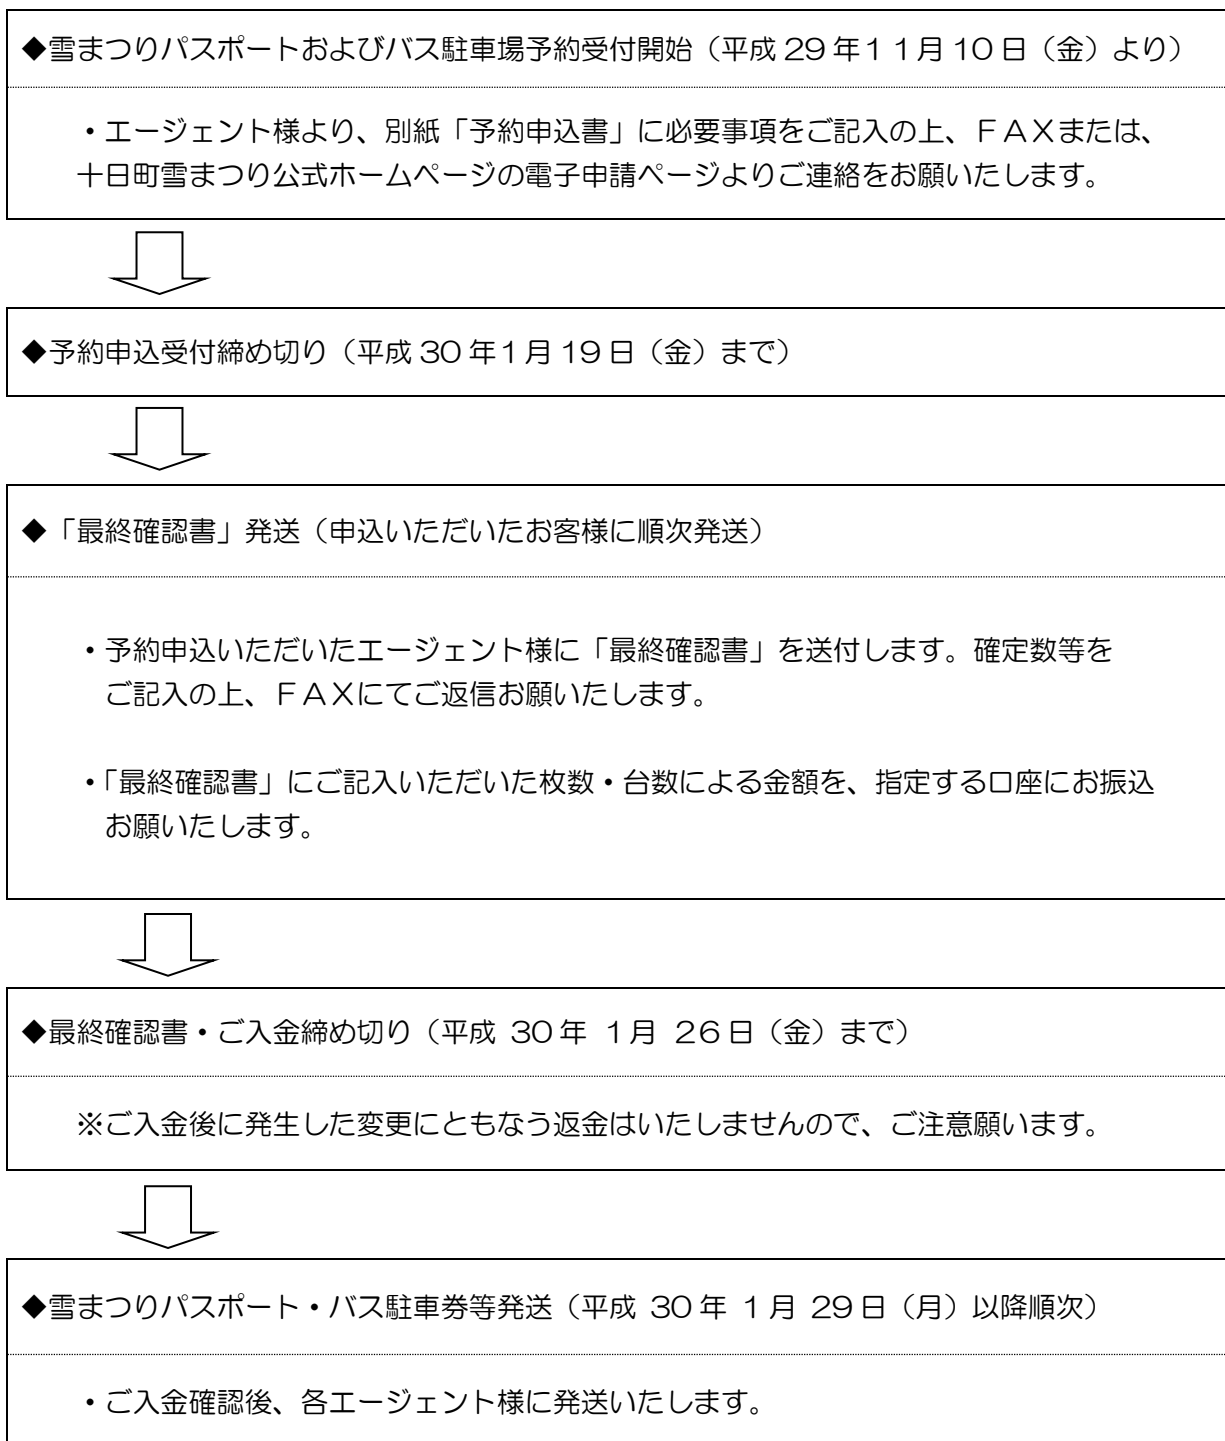 ◆雪まつりパスポートおよびバス駐車場予約受付開始（平成 29 年１１月 10 日（金）より）
・エージェント様より、別紙「予約申込書」に必要事項をご記入の上、ＦＡＸまたは、
十日町雪まつり公式ホームページの電子申請ページよりご連絡をお願いたします。
◆予約申込受付締め切り（平成 30 年１月 19 日（金）まで）
◆「最終確認書」発送（申込いただいたお客様に順次発送）
・予約申込いただいたエージェント様に「最終確認書」を送付します。確定数等を
ご記入の上、ＦＡＸにてご返信お願いたします。
・「最終確認書」にご記入いただいた枚数・台数による金額を、指定する口座にお振込
お願いたします。
◆最終確認書・ご入金締め切り（平成 30 年 １月 ２６日（金）まで）
※ご入金後に発生した変更にともなう返金はいたしませんので、ご注意願います。
◆雪まつりパスポート・バス駐車券等発送（平成 30 年 １月 29 日（月）以降順次）
・ご入金確認後、各エージェント様に発送いたします。